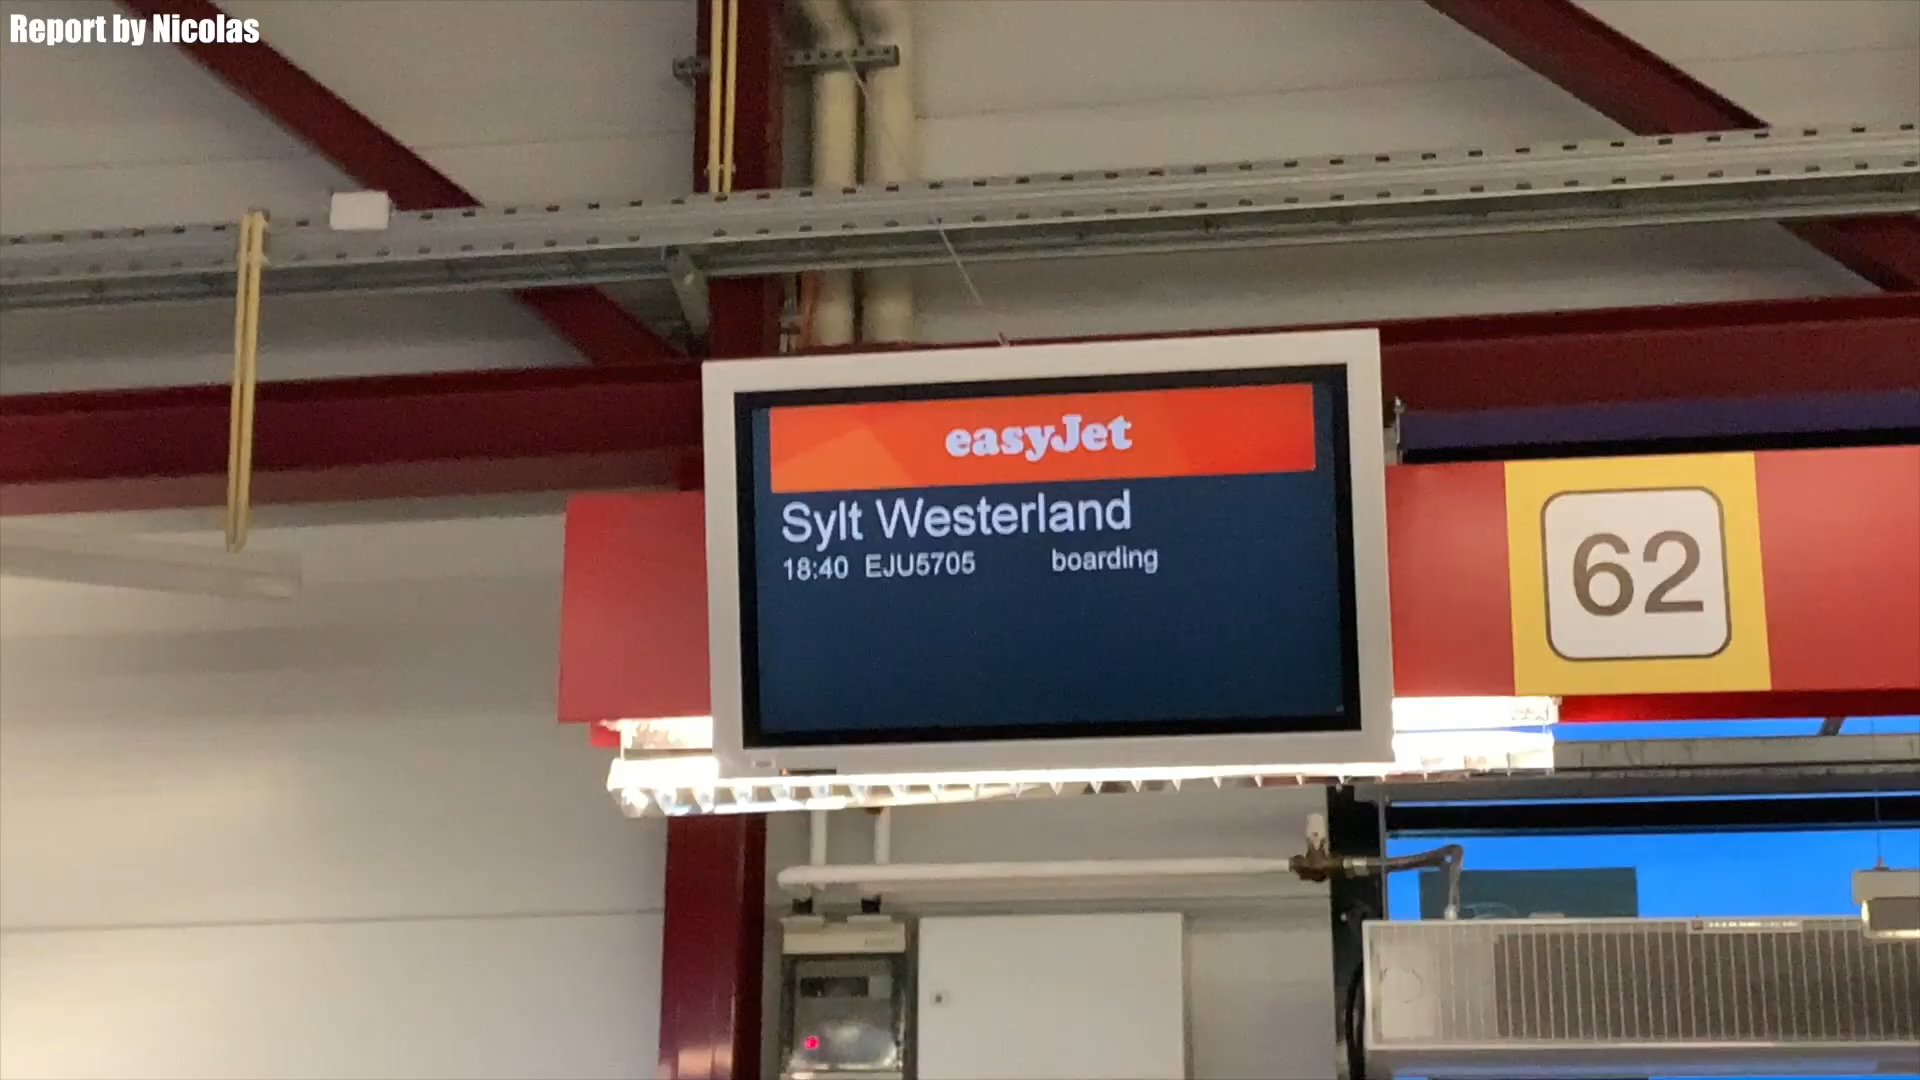 Report by Nicolas
easyJet
Sylt Westerland
18:40 EJU5705 boarding
62